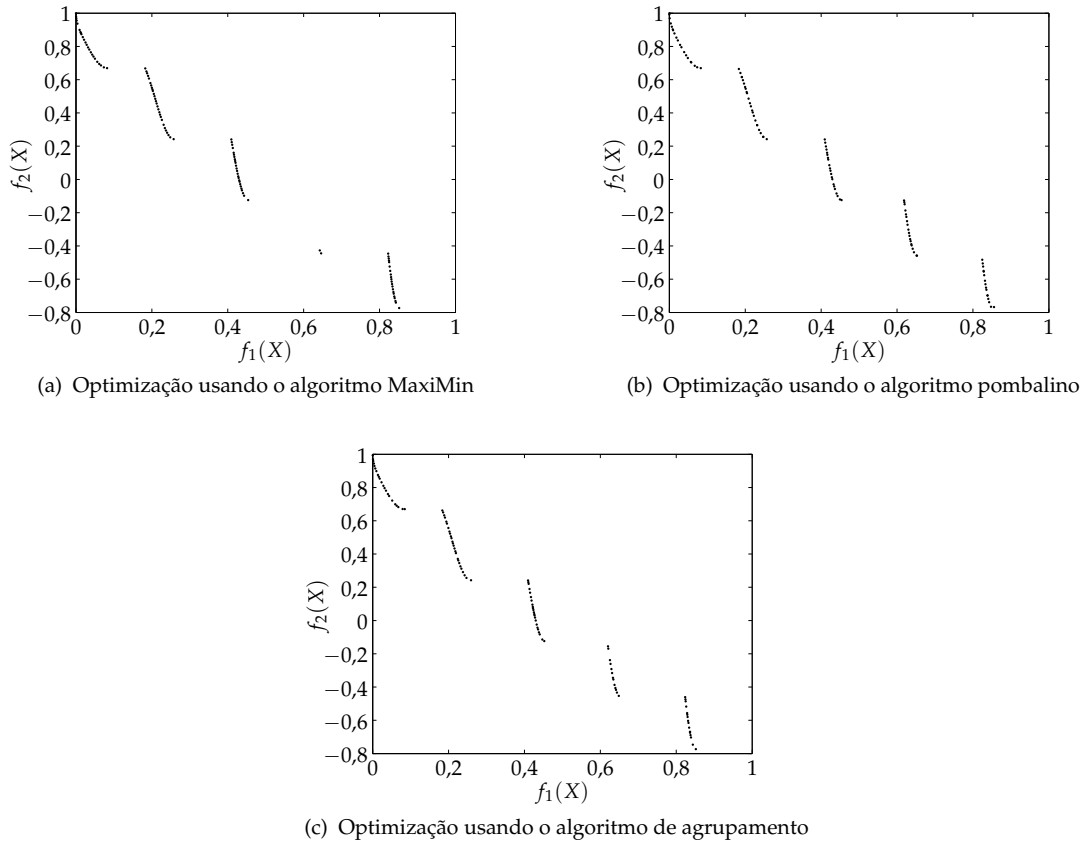 1
0,8
0,6
0,4
0,2
0
−0,2
−0,4
−0,6
−0,8
f₂(X)
0 0,2 0,4 0,6 0,8 1
f₁(X)
(a) Optimização usando o algoritmo MaxiMin
1
0,8
0,6
0,4
0,2
0
−0,2
−0,4
−0,6
−0,8
f₂(X)
0 0,2 0,4 0,6 0,8 1
f₁(X)
(b) Optimização usando o algoritmo pombalino
1
0,8
0,6
0,4
0,2
0
−0,2
−0,4
−0,6
−0,8
f₂(X)
0 0,2 0,4 0,6 0,8 1
f₁(X)
(c) Optimização usando o algoritmo de agrupamento